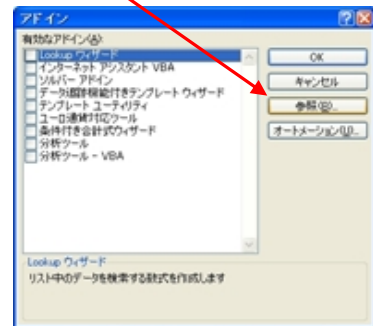 アドイン
有効なアドイン(A):
Lookup ウィザード
インターネット アシスタント VBA
ソルバー アドイン
データ追跡機能付きテンプレート ウィザード
テンプレート ユーティリティ
ユーロ通貨対応ツール
条件付き合計式ウィザード
分析ツール
分析ツール - VBA
OK
キャンセル
参照(B)...
オートメーション(U)...
Lookup ウィザード
リスト中のデータを検索する数式を作成します